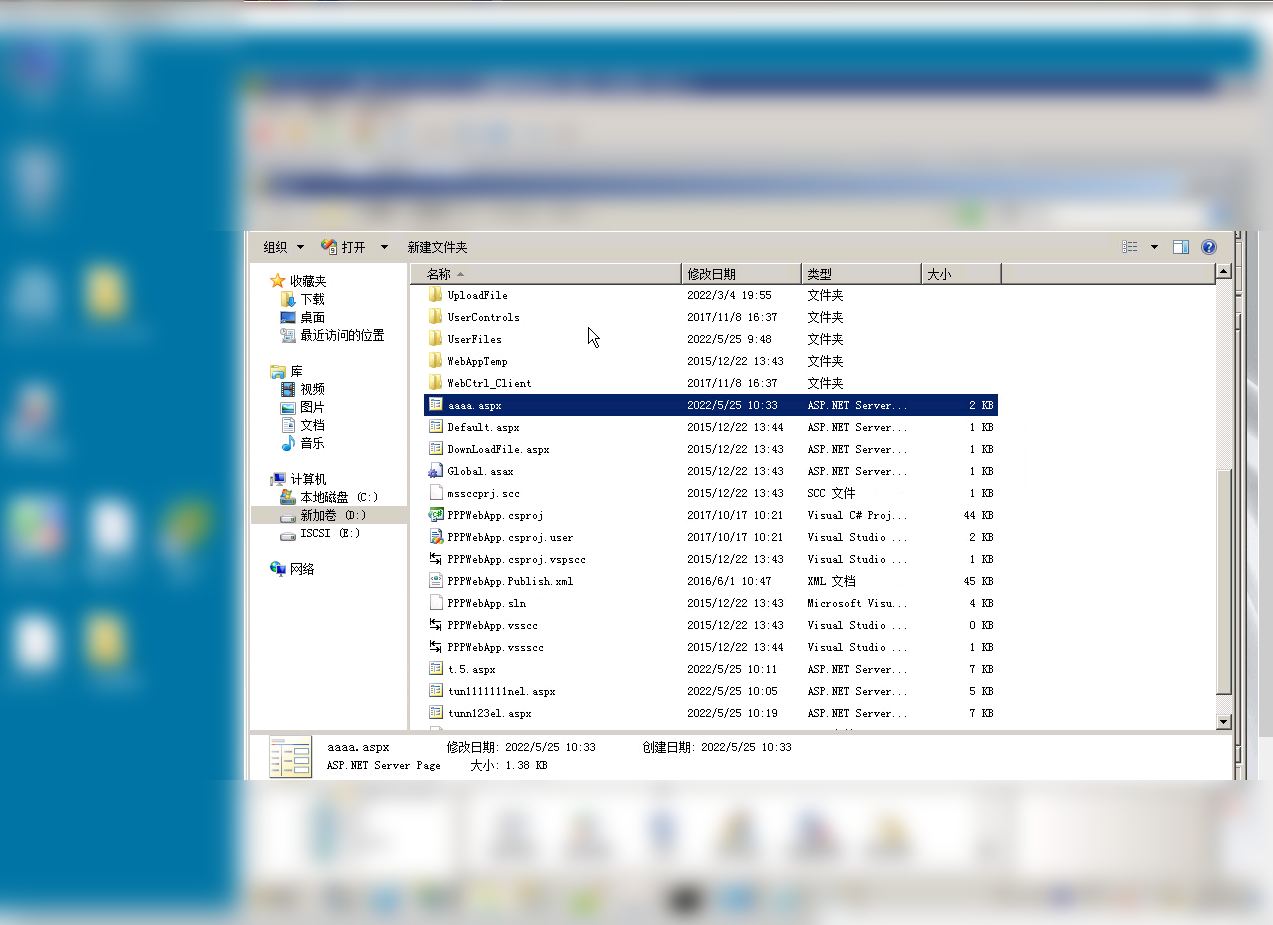 组织 打开 新建文件夹
名称 修改日期 类型 大小
收藏夹
下载
桌面
最近访问的位置
库
视频
图片
文档
音乐
计算机
本地磁盘 (C:)
新加卷 (D:)
ISCSI (E:)
网络
UploadFile 2022/3/4 19:55 文件夹
UserControls 2017/11/8 16:37 文件夹
UserFiles 2022/5/25 9:48 文件夹
WebAppTemp 2015/12/22 13:43 文件夹
WebCtrl_Client 2017/11/8 16:37 文件夹
aaaa.aspx 2022/5/25 10:33 ASP.NET Server... 2 KB
Default.aspx 2015/12/22 13:44 ASP.NET Server... 1 KB
DownLoadFile.aspx 2015/12/22 13:43 ASP.NET Server... 1 KB
Global.asax 2015/12/22 13:43 ASP.NET Server... 1 KB
mssccprj.scc 2015/12/22 13:43 SCC 文件 1 KB
PPPWebApp.csproj 2017/10/17 10:21 Visual C# Proj... 44 KB
PPPWebApp.csproj.user 2017/10/17 10:21 Visual Studio ... 2 KB
PPPWebApp.csproj.vspscc 2015/12/22 13:43 Visual Studio ... 1 KB
PPPWebApp.Publish.xml 2016/6/1 10:47 XML 文档 45 KB
PPPWebApp.sln 2015/12/22 13:43 Microsoft Visu... 4 KB
PPPWebApp.vsscc 2015/12/22 13:43 Visual Studio ... 0 KB
PPPWebApp.vssscc 2015/12/22 13:44 Visual Studio ... 1 KB
t.5.aspx 2022/5/25 10:11 ASP.NET Server... 7 KB
tun1111111nel.aspx 2022/5/25 10:05 ASP.NET Server... 5 KB
tunn123el.aspx 2022/5/25 10:19 ASP.NET Server... 7 KB
aaaa.aspx 修改日期: 2022/5/25 10:33 创建日期: 2022/5/25 10:33
ASP.NET Server Page 大小: 1.38 KB